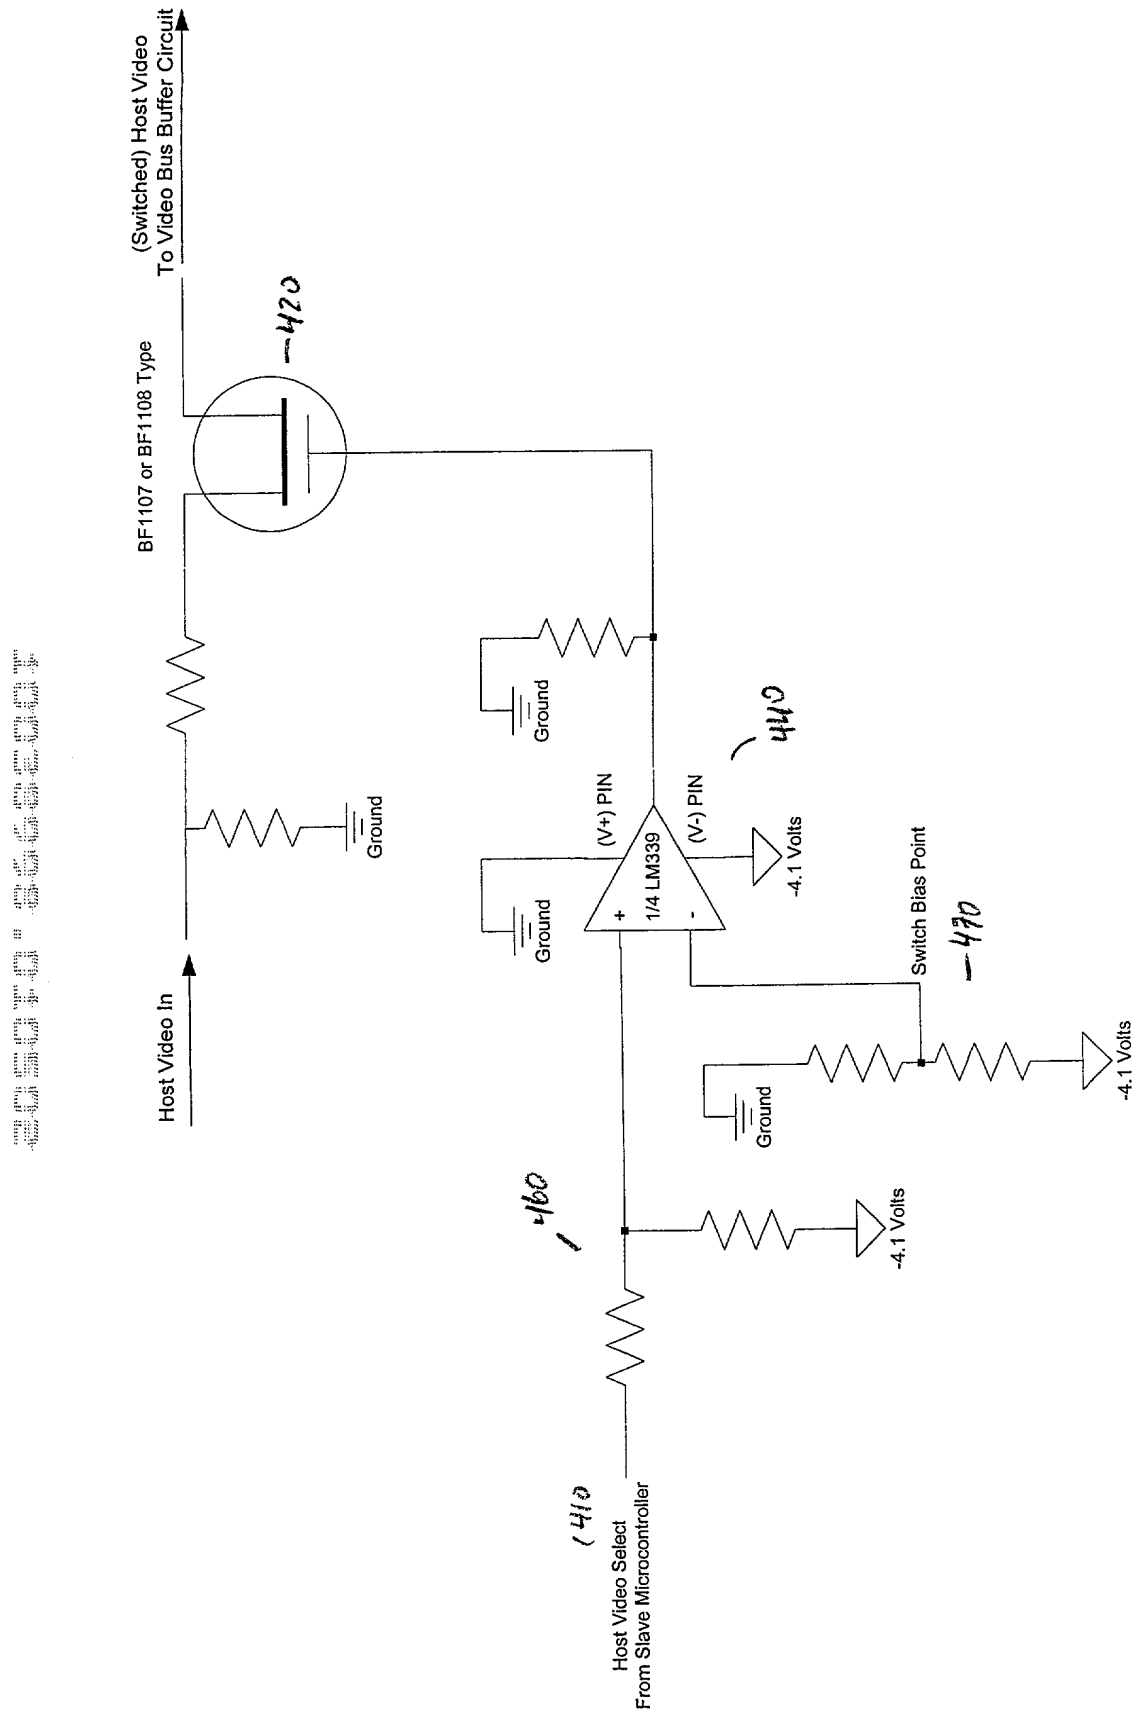 (Switched) Host Video
To Video Bus Buffer Circuit
BF1107 or BF1108 Type
420
Host Video In
Ground
Ground
Ground
(V+) PIN
1/4 LM339
+
-
(V-) PIN
440
-4.1 Volts
Switch Bias Point
470
Ground
-4.1 Volts
460
-4.1 Volts
410
Host Video Select
From Slave Microcontroller